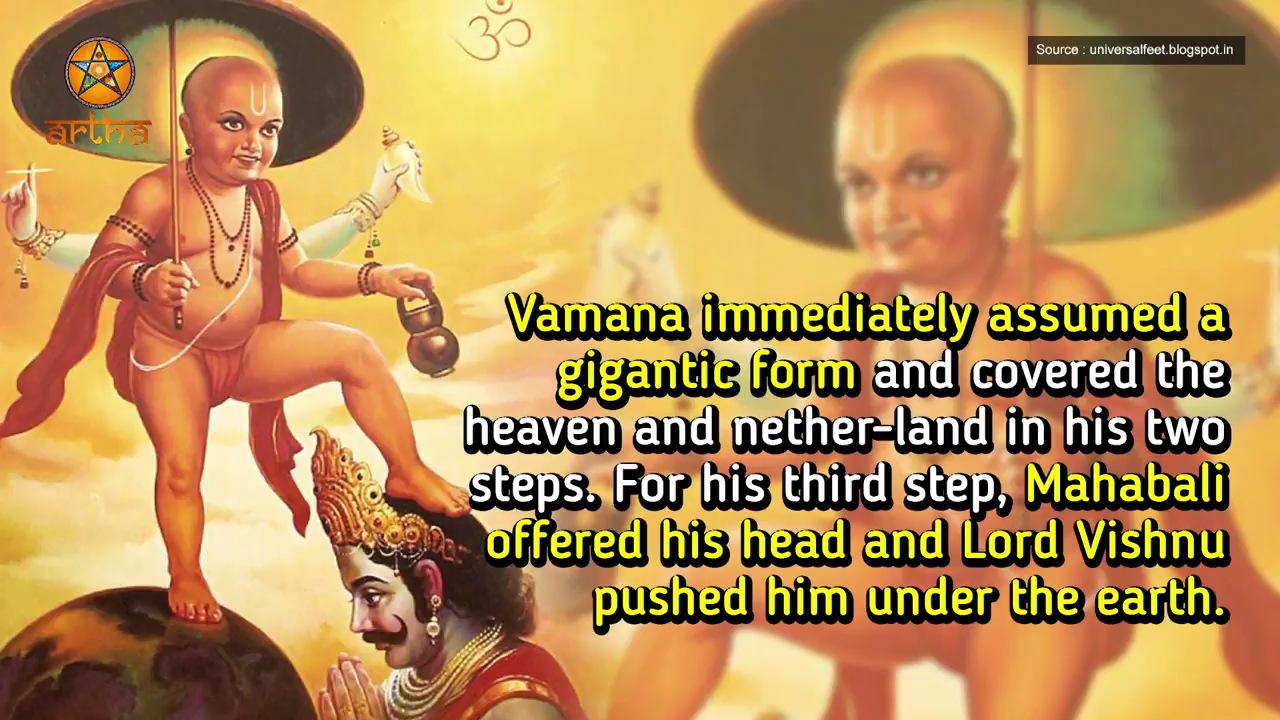 ॐ
Source : universalfeet.blogspot.in
artha
Vamana immediately assumed a
gigantic form and covered the
heaven and nether-land in his two
steps. For his third step, Mahabali
offered his head and Lord Vishnu
pushed him under the earth.